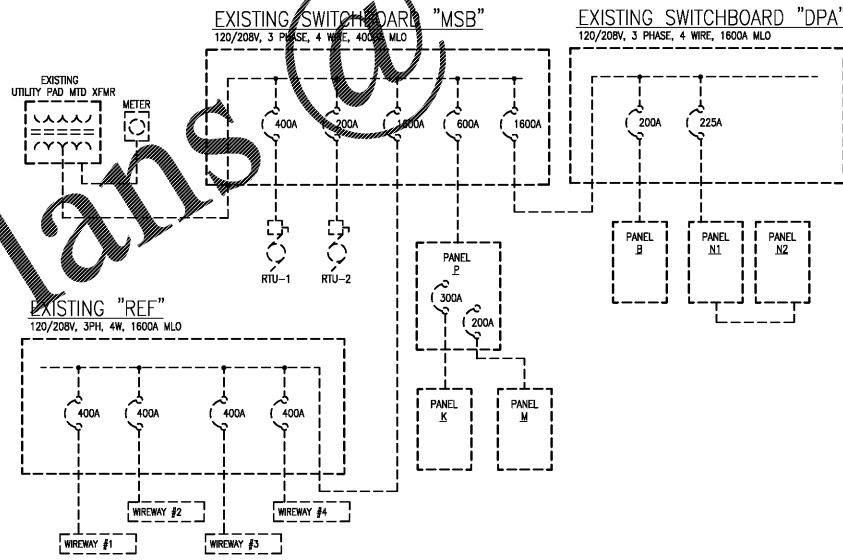 EXISTING SWITCHBOARD "MSB"
120/208V, 3 PHASE, 4 WIRE, MLO
EXISTING SWITCHBOARD "DPA"
120/208V, 3 PHASE, 4 WIRE, 1600A MLO
EXISTING
UTILITY PAD MTD XFMR
METER
400A
200A
1600A
600A
1600A
200A
225A
RTU-1
RTU-2
PANEL
P
300A
200A
PANEL
B
PANEL
N1
PANEL
N2
EXISTING "REF"
120/208V, 3PH, 4W, 1600A MLO
400A
400A
400A
400A
PANEL
K
PANEL
M
WIREWAY #2
WIREWAY #4
WIREWAY #1
WIREWAY #3
lans @